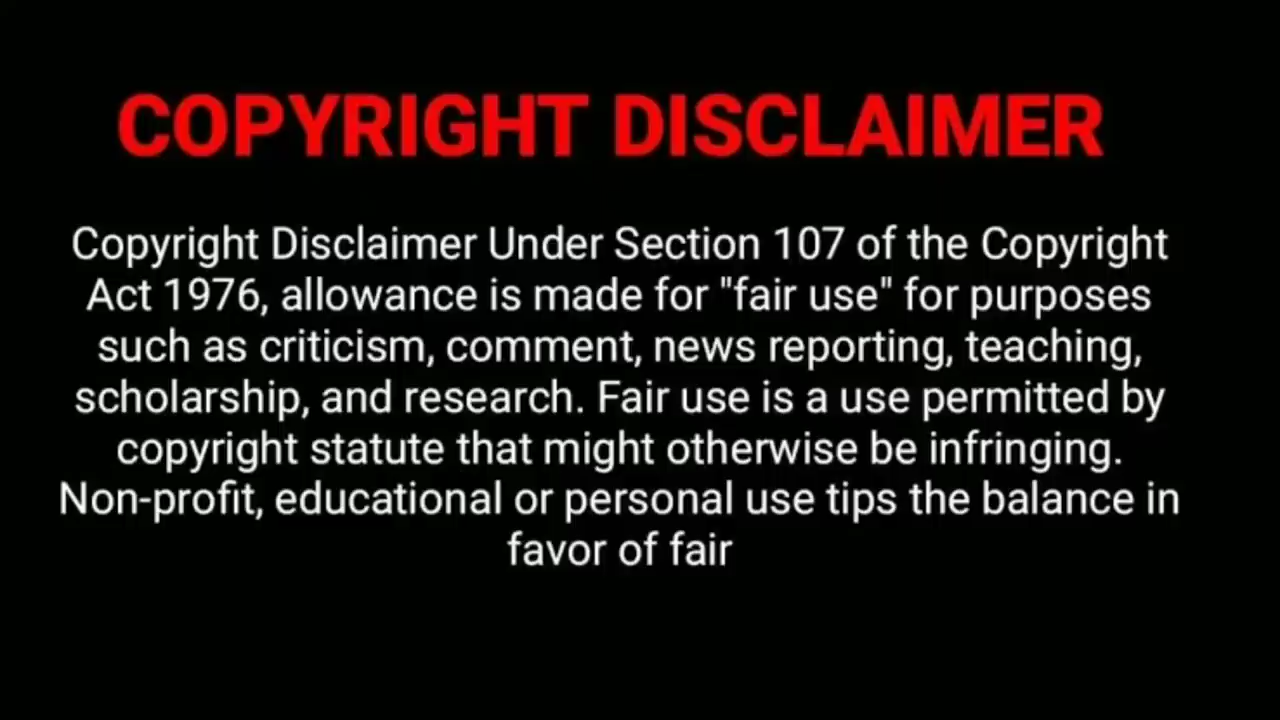 COPYRIGHT DISCLAIMER
Copyright Disclaimer Under Section 107 of the Copyright
Act 1976, allowance is made for "fair use" for purposes
such as criticism, comment, news reporting, teaching,
scholarship, and research. Fair use is a use permitted by
copyright statute that might otherwise be infringing.
Non-profit, educational or personal use tips the balance in
favor of fair